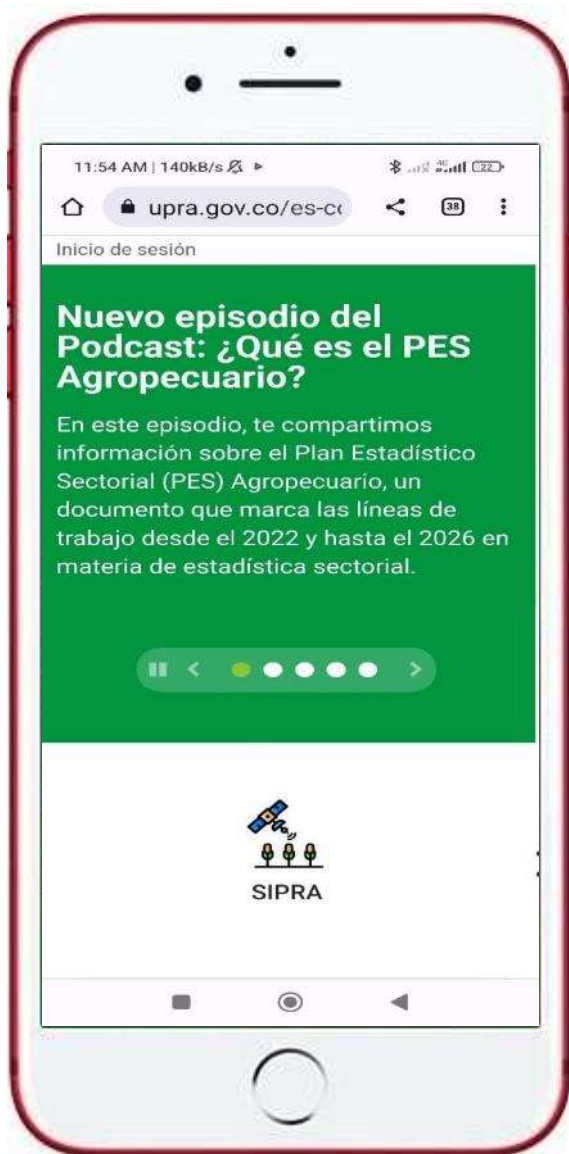 11:54 AM | 140kB/s
4G
22
upra.gov.co/es-co
38
Inicio de sesión
Nuevo episodio del
Podcast: ¿Qué es el PES
Agropecuario?
En este episodio, te compartimos
información sobre el Plan Estadístico
Sectorial (PES) Agropecuario, un
documento que marca las líneas de
trabajo desde el 2022 y hasta el 2026 en
materia de estadística sectorial.
SIPRA